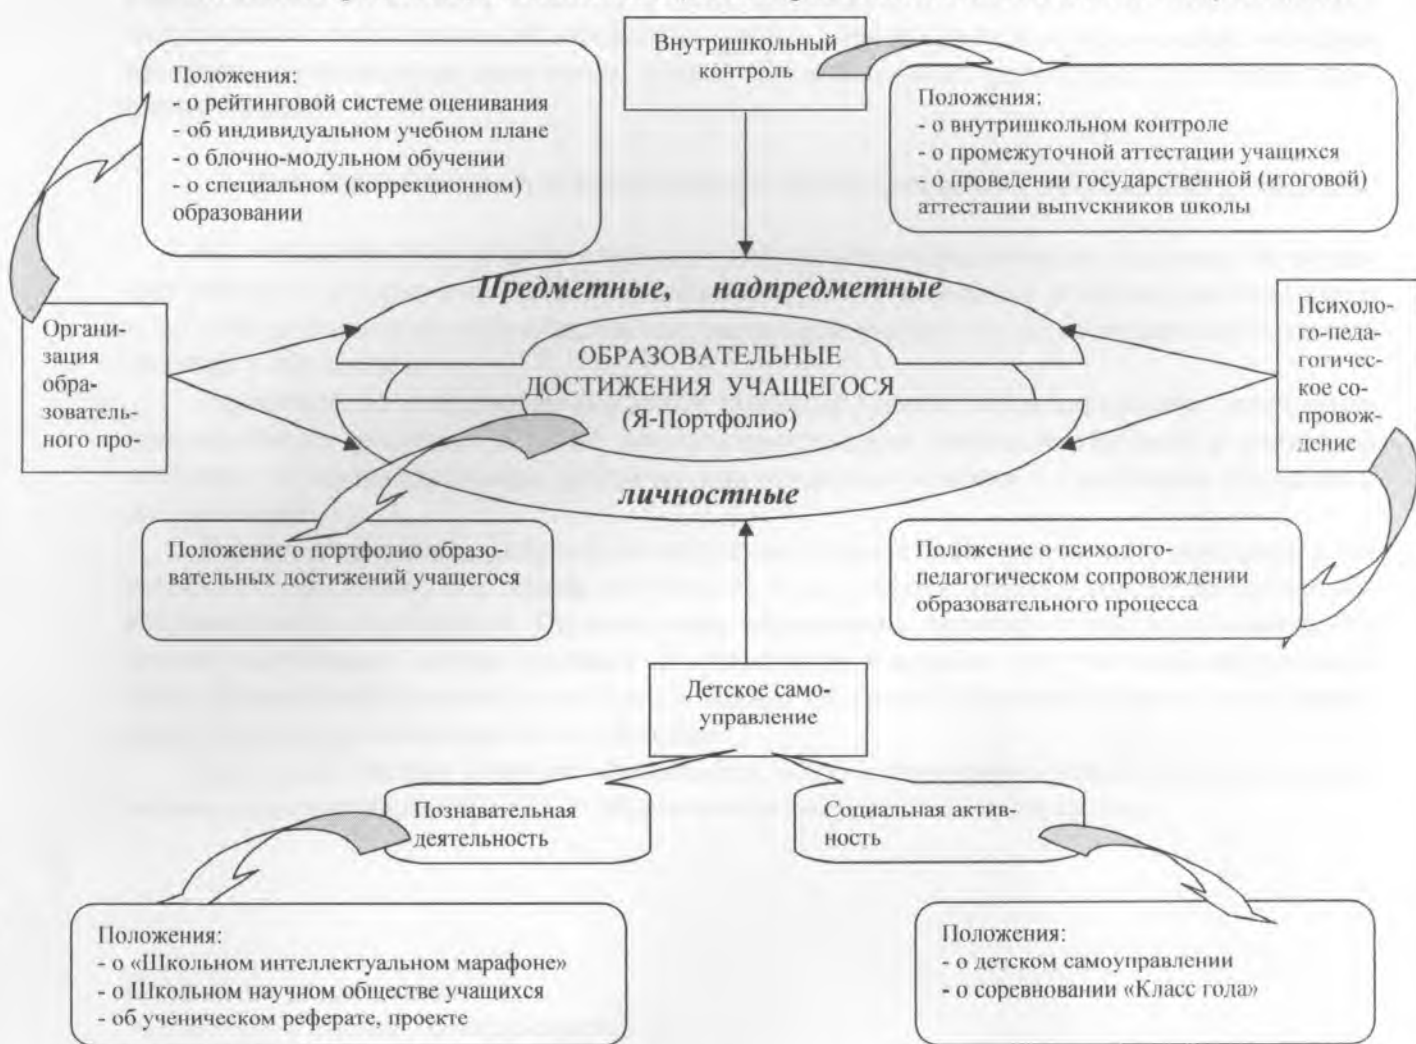 Внутришкольный
контроль
Положения:
- о рейтинговой системе оценивания
- об индивидуальном учебном плане
- о блочно-модульном обучении
- о специальном (коррекционном)
образовании
Положения:
- о внутришкольном контроле
- о промежуточной аттестации учащихся
- о проведении государственной (итоговой)
аттестации выпускников школы
Предметные, надпредметные
Органи-
зация
обра-
зователь-
ного про-
ОБРАЗОВАТЕЛЬНЫЕ
ДОСТИЖЕНИЯ УЧАЩЕГОСЯ
(Я-Портфолио)
Психоло-
го-педа-
гогичес-
кое со-
провож-
дение
личностные
Положение о портфолио образо-
вательных достижений учащегося
Положение о психолого-
педагогическом сопровождении
образовательного процесса
Детское само-
управление
Познавательная
деятельность
Социальная актив-
ность
Положения:
- о «Школьном интеллектуальном марафоне»
- о Школьном научном обществе учащихся
- об ученическом реферате, проекте
Положения:
- о детском самоуправлении
- о соревновании «Класс года»